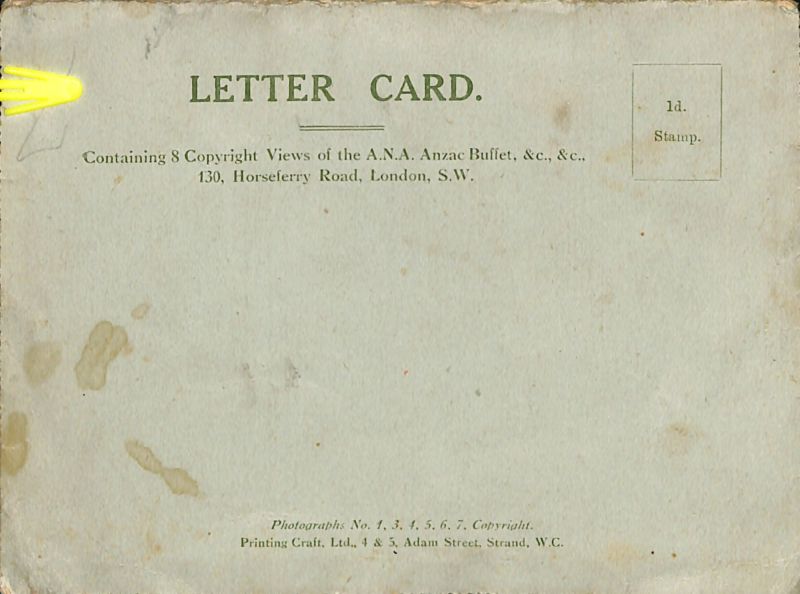 LETTER CARD.
Containing 8 Copyright Views of the A.N.A. Anzac Buffet, &c., &c.,
130, Horseferry Road, London, S.W.
1d.
Stamp.
Photographs No. 1, 3, 4, 5, 6, 7, Copyright.
Printing Craft, Ltd., 4 & 5, Adam Street, Strand, W.C.